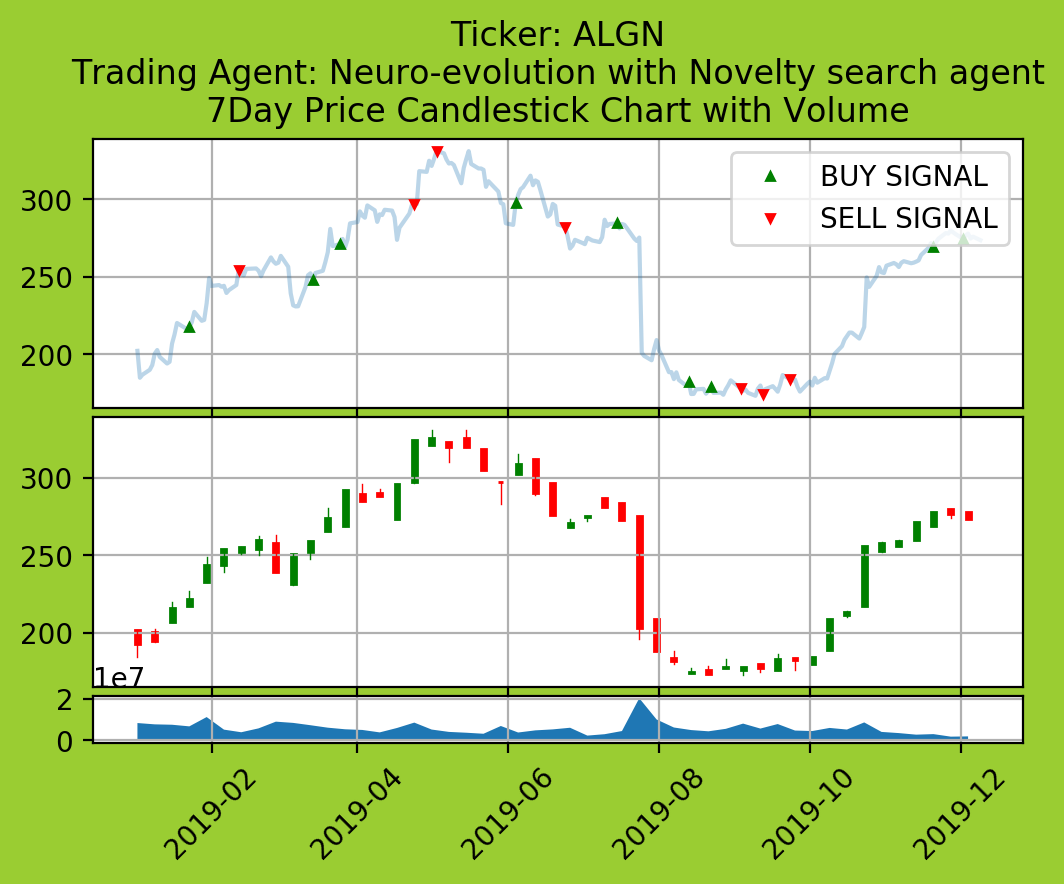 Ticker: ALGN
Trading Agent: Neuro-evolution with Novelty search agent
7Day Price Candlestick Chart with Volume
BUY SIGNAL
SELL SIGNAL
300
250
200
300
250
200
1e7
2
0
2019-02
2019-04
2019-06
2019-08
2019-10
2019-12